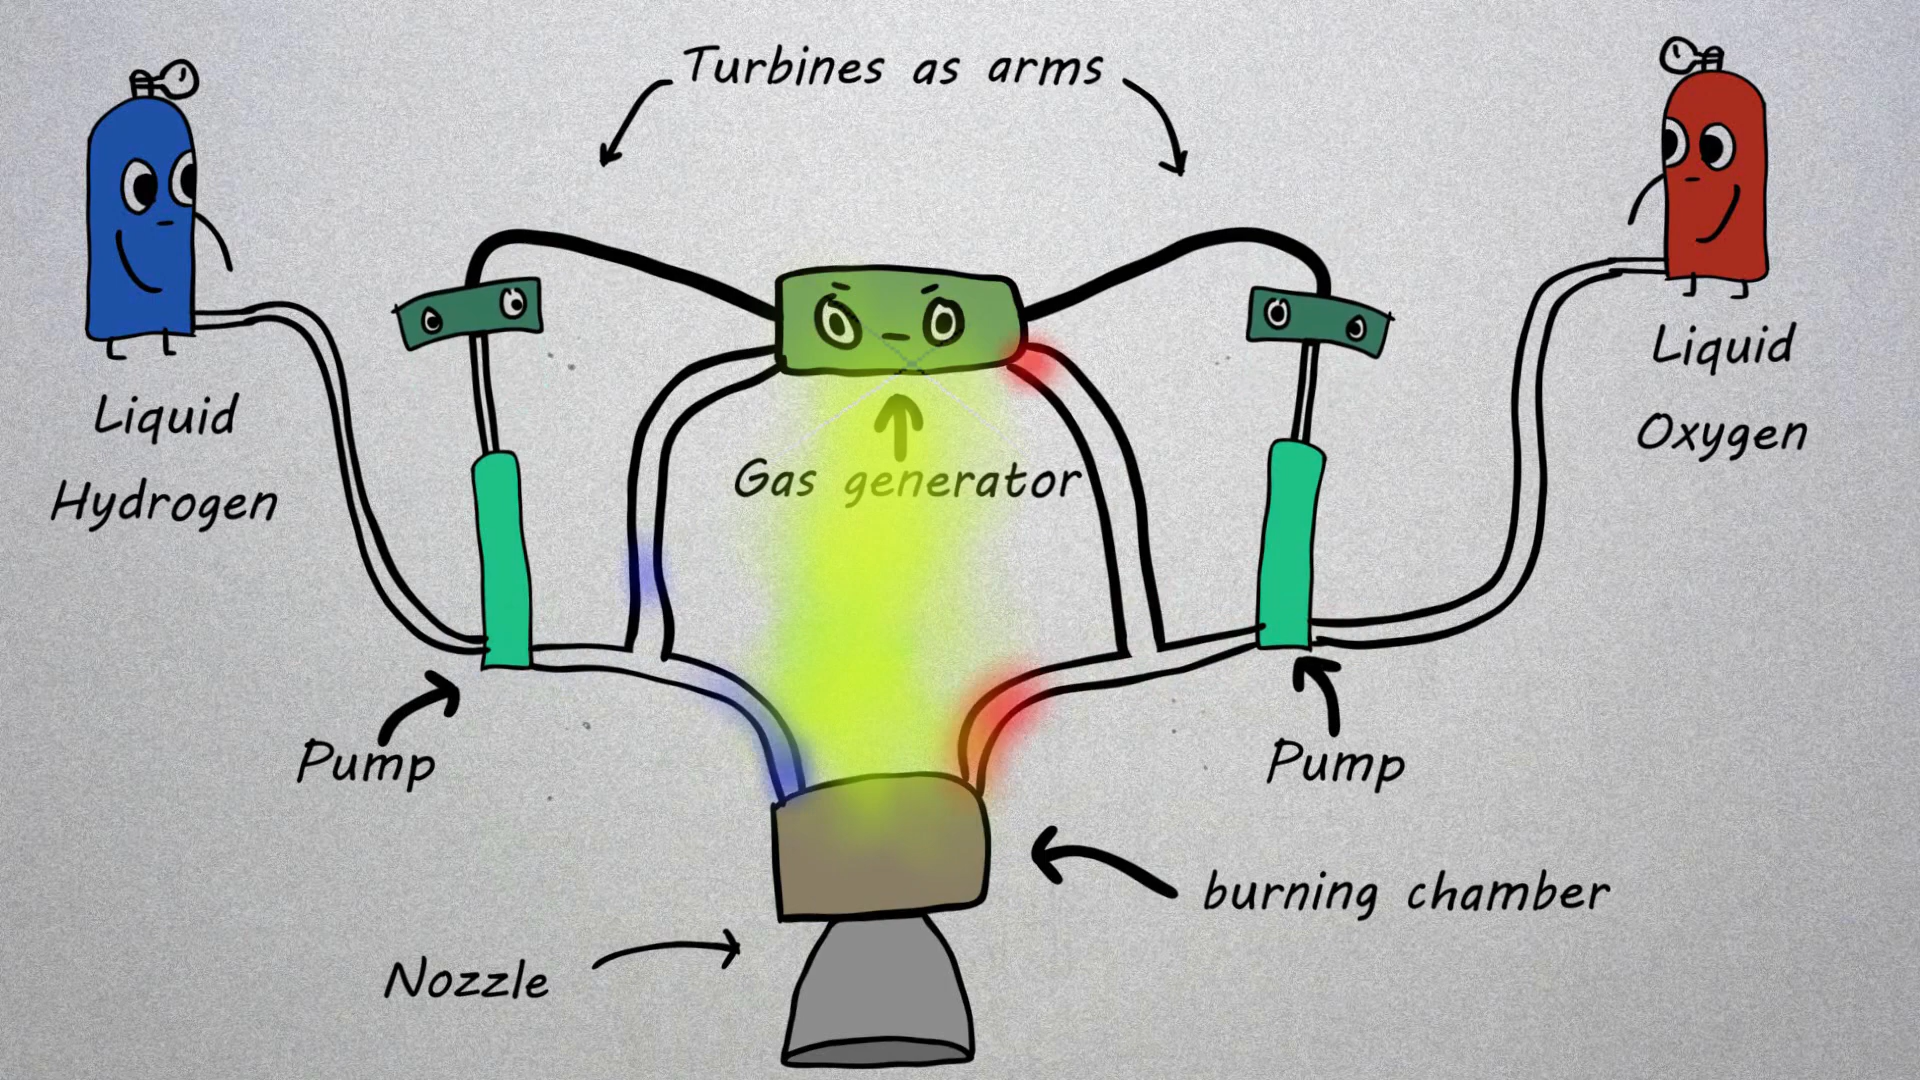 Turbines as arms
Liquid
Hydrogen
Liquid
Oxygen
Gas generator
Pump
Pump
burning chamber
Nozzle